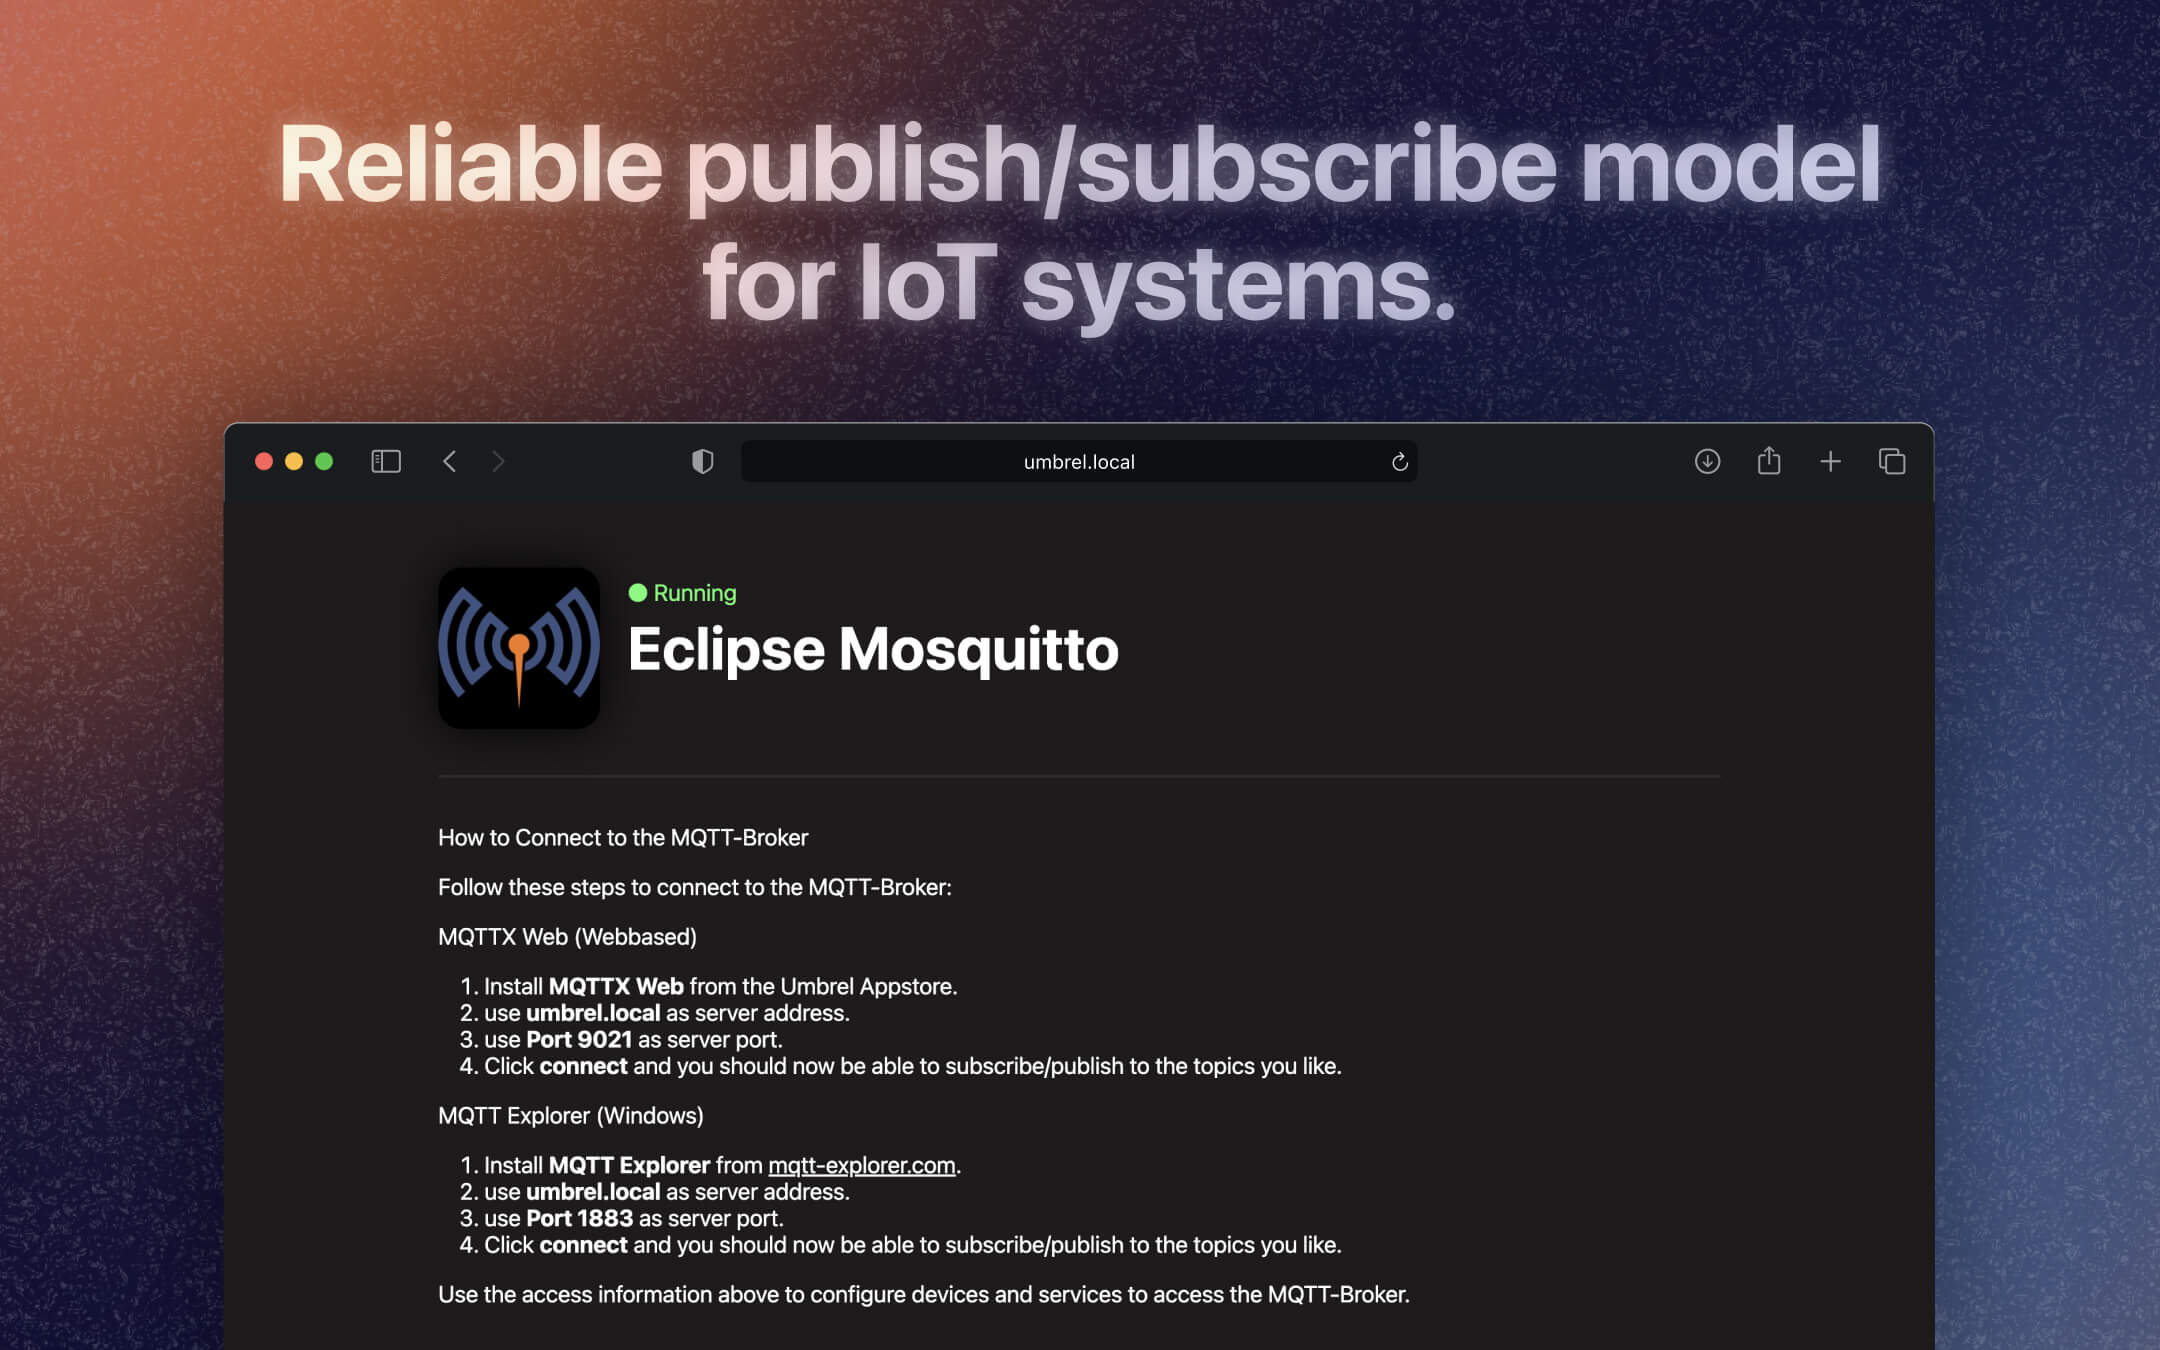 Reliable publish/subscribe model
for IoT systems.
umbrel.local
Running
Eclipse Mosquitto
How to Connect to the MQTT-Broker
Follow these steps to connect to the MQTT-Broker:
MQTTX Web (Webbased)
1. Install MQTTX Web from the Umbrel Appstore.
2. use umbrel.local as server address.
3. use Port 9021 as server port.
4. Click connect and you should now be able to subscribe/publish to the topics you like.
MQTT Explorer (Windows)
1. Install MQTT Explorer from mqtt-explorer.com.
2. use umbrel.local as server address.
3. use Port 1883 as server port.
4. Click connect and you should now be able to subscribe/publish to the topics you like.
Use the access information above to configure devices and services to access the MQTT-Broker.